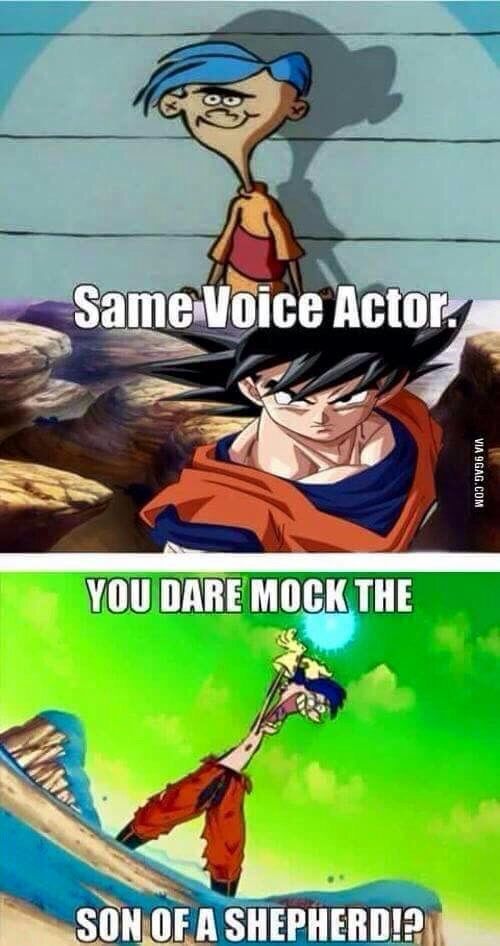 Same Voice Actor.
VIA 9GAG.COM
YOU DARE MOCK THE
SON OF A SHEPHERD!?